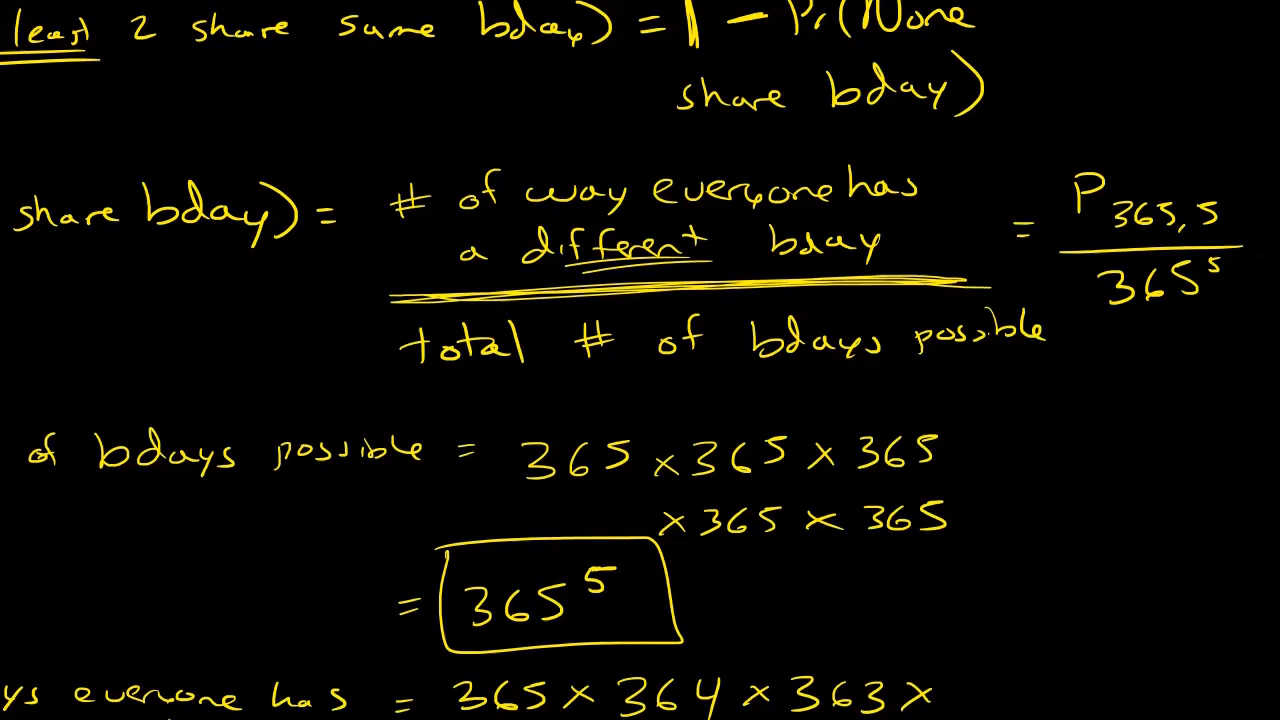 least 2 share same bday) = 1 - Pr(None
share bday)
share bday) = # of way everyone has
a different bday
total # of bdays possible
= P365,5
365^5
of bdays possible = 365 × 365 × 365
× 365 × 365
= 365^5
ys everyone has = 365 × 364 × 363 ×